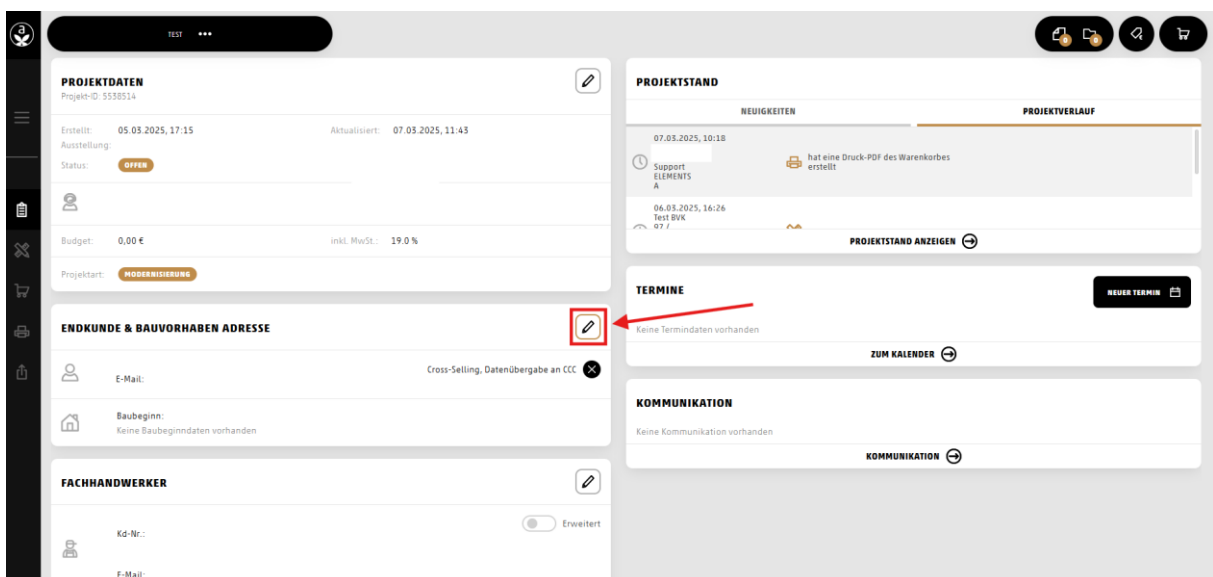 a
TEST •••
0 0
PROJEKTDATEN
Projekt-ID: 5538514
Erstellt: 05.03.2025, 17:15 Aktualisiert: 07.03.2025, 11:43
Ausstellung:
Status: OFFEN
Budget: 0,00 € inkl. MwSt.: 19.0 %
Projektart: MODERNISIERUNG
ENDKUNDE & BAUVORHABEN ADRESSE
Cross-Selling, Datenübergabe an CCC
E-Mail:
Baubeginn:
Keine Baubeginndaten vorhanden
FACHHANDWERKER
Erweitert
Kd-Nr.:
E-Mail:
PROJEKTSTAND
NEUIGKEITEN PROJEKTVERLAUF
07.03.2025, 10:18
Support
ELEMENTS
A
hat eine Druck-PDF des Warenkorbes
erstellt
06.03.2025, 16:26
Test BVK
97 /
PROJEKTSTAND ANZEIGEN
TERMINE
NEUER TERMIN
Keine Termindaten vorhanden
ZUM KALENDER
KOMMUNIKATION
Keine Kommunikation vorhanden
KOMMUNIKATION